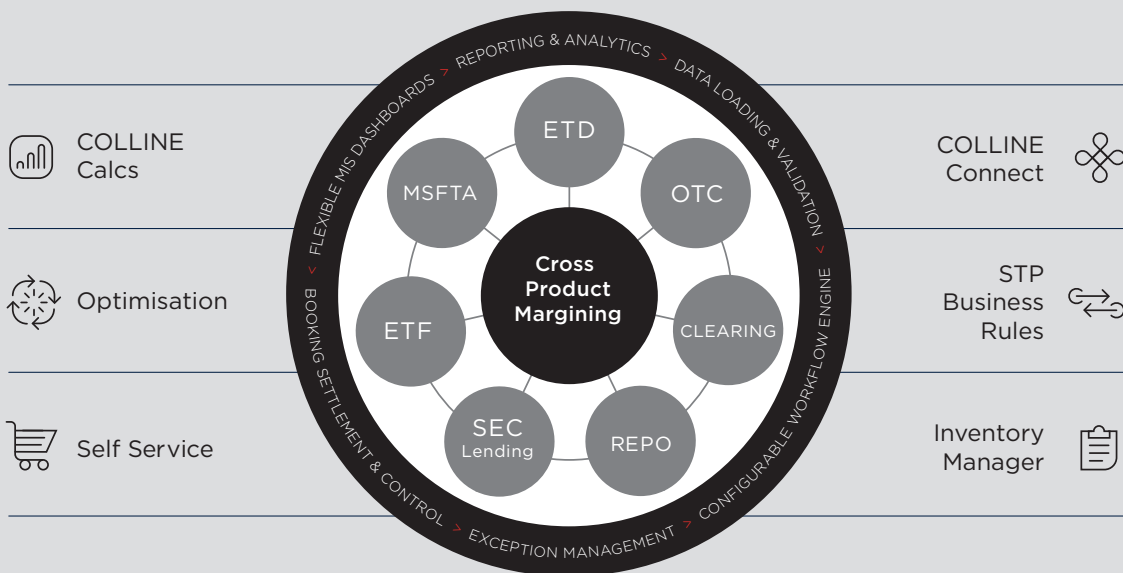 REPORTING & ANALYTICS >
DATA LOADING & VALIDATION >
CONFIGURABLE WORKFLOW ENGINE >
EXCEPTION MANAGEMENT >
BOOKING SETTLEMENT & CONTROL >
FLEXIBLE MIS DASHBOARDS >
COLLINE
Calcs
Optimisation
Self Service
ETD
OTC
CLEARING
REPO
SEC
Lending
ETF
MSFTA
Cross
Product
Margining
COLLINE
Connect
STP
Business
Rules
Inventory
Manager